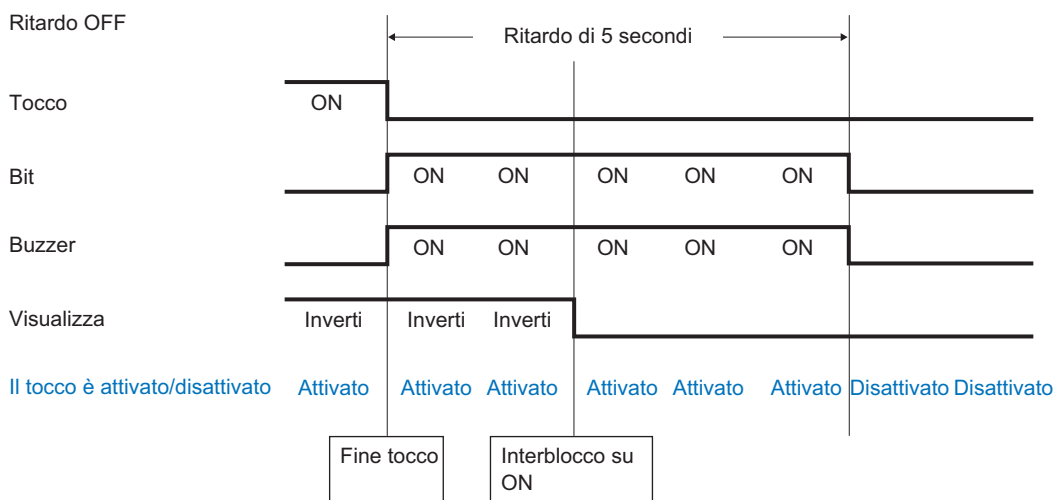 Ritardo OFF
Ritardo di 5 secondi
Tocco ON
Bit ON ON ON ON ON
Buzzer ON ON ON ON ON
Visualizza Inverti Inverti Inverti
Il tocco è attivato/disattivato Attivato Attivato Attivato Attivato Attivato Attivato Disattivato Disattivato
Fine tocco
Interblocco su
ON